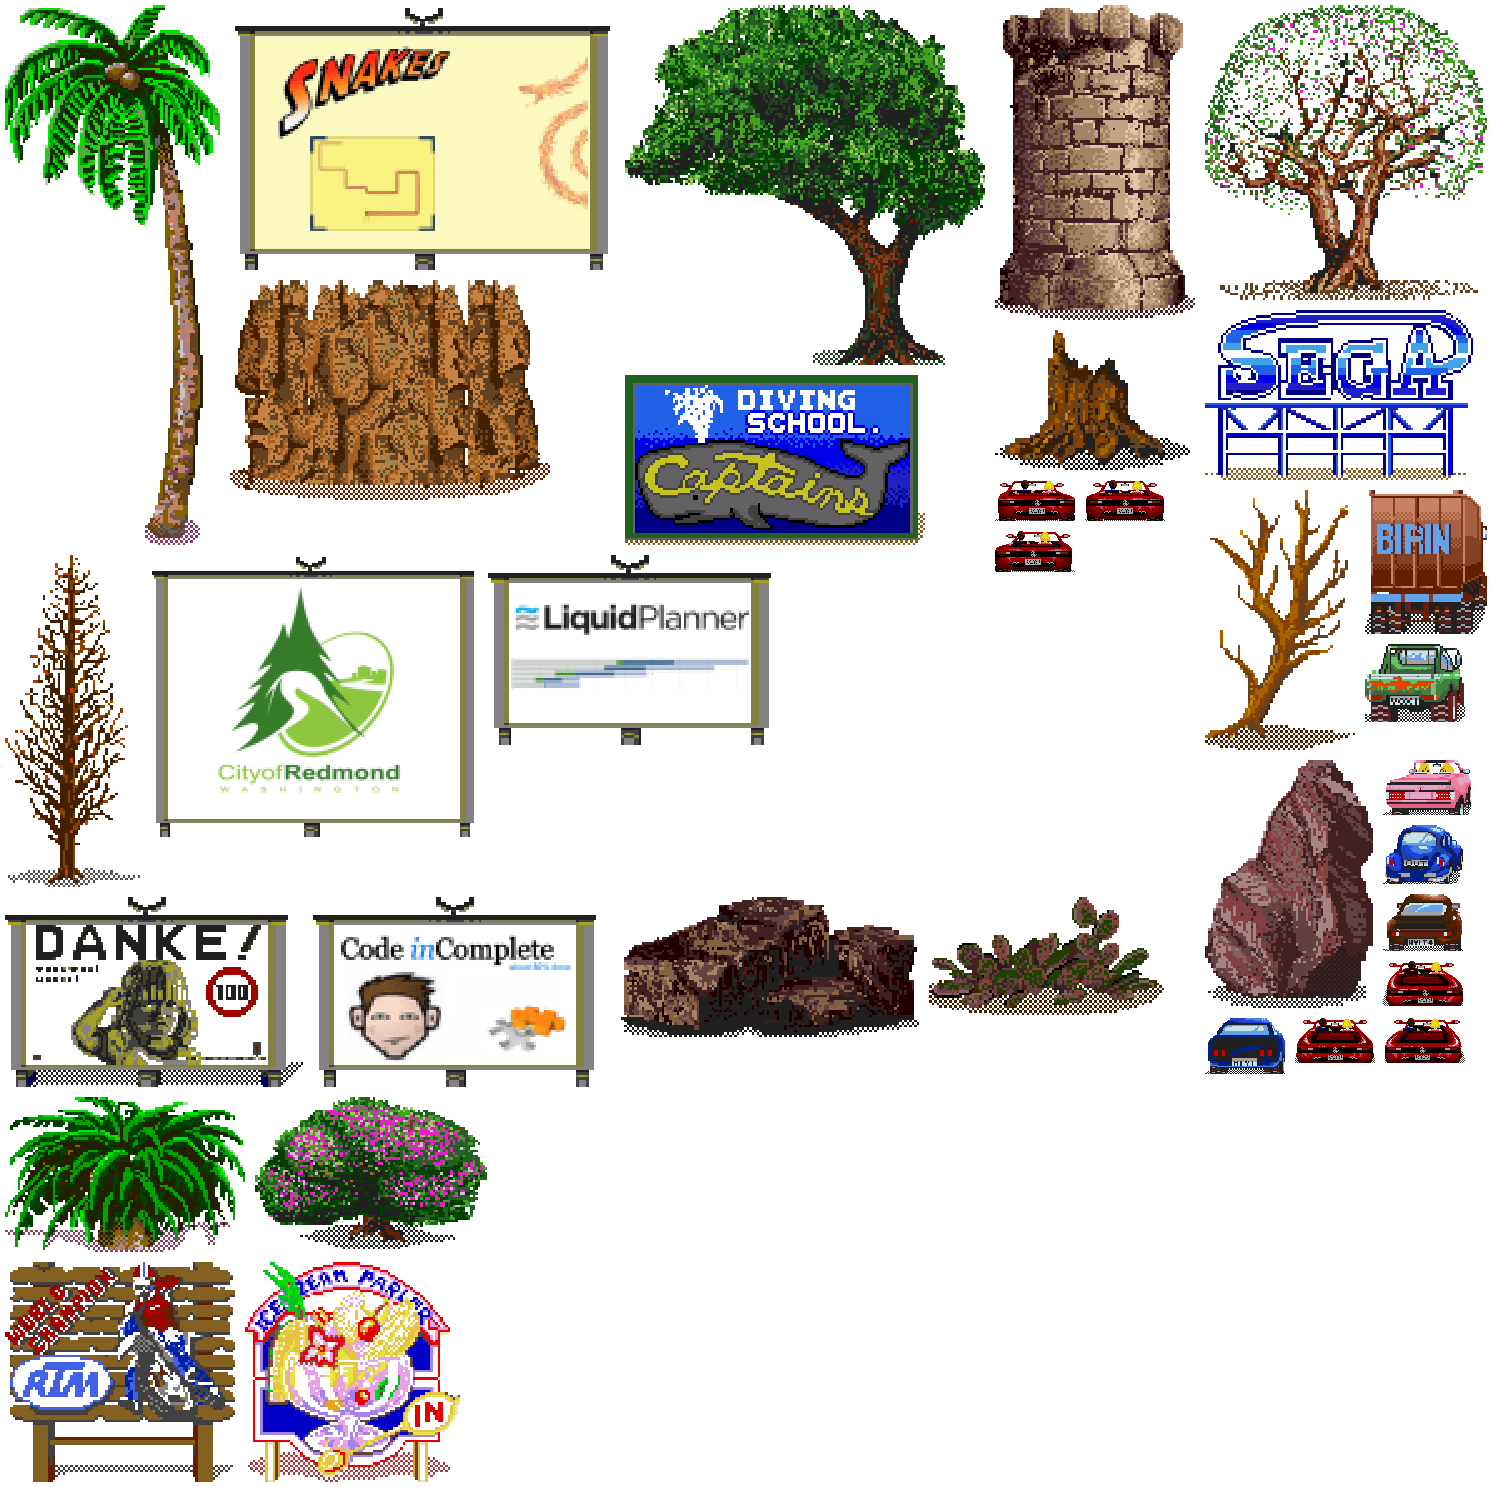 SNAKES
DIVING
SCHOOL.
Captains
SEGA
BIRIN
LiquidPlanner
CityofRedmond
WASHINGTON
DANKE!
100
Code inComplete
WORLD
CHAMPION
RTM
ICE CREAM PARLOR
IN